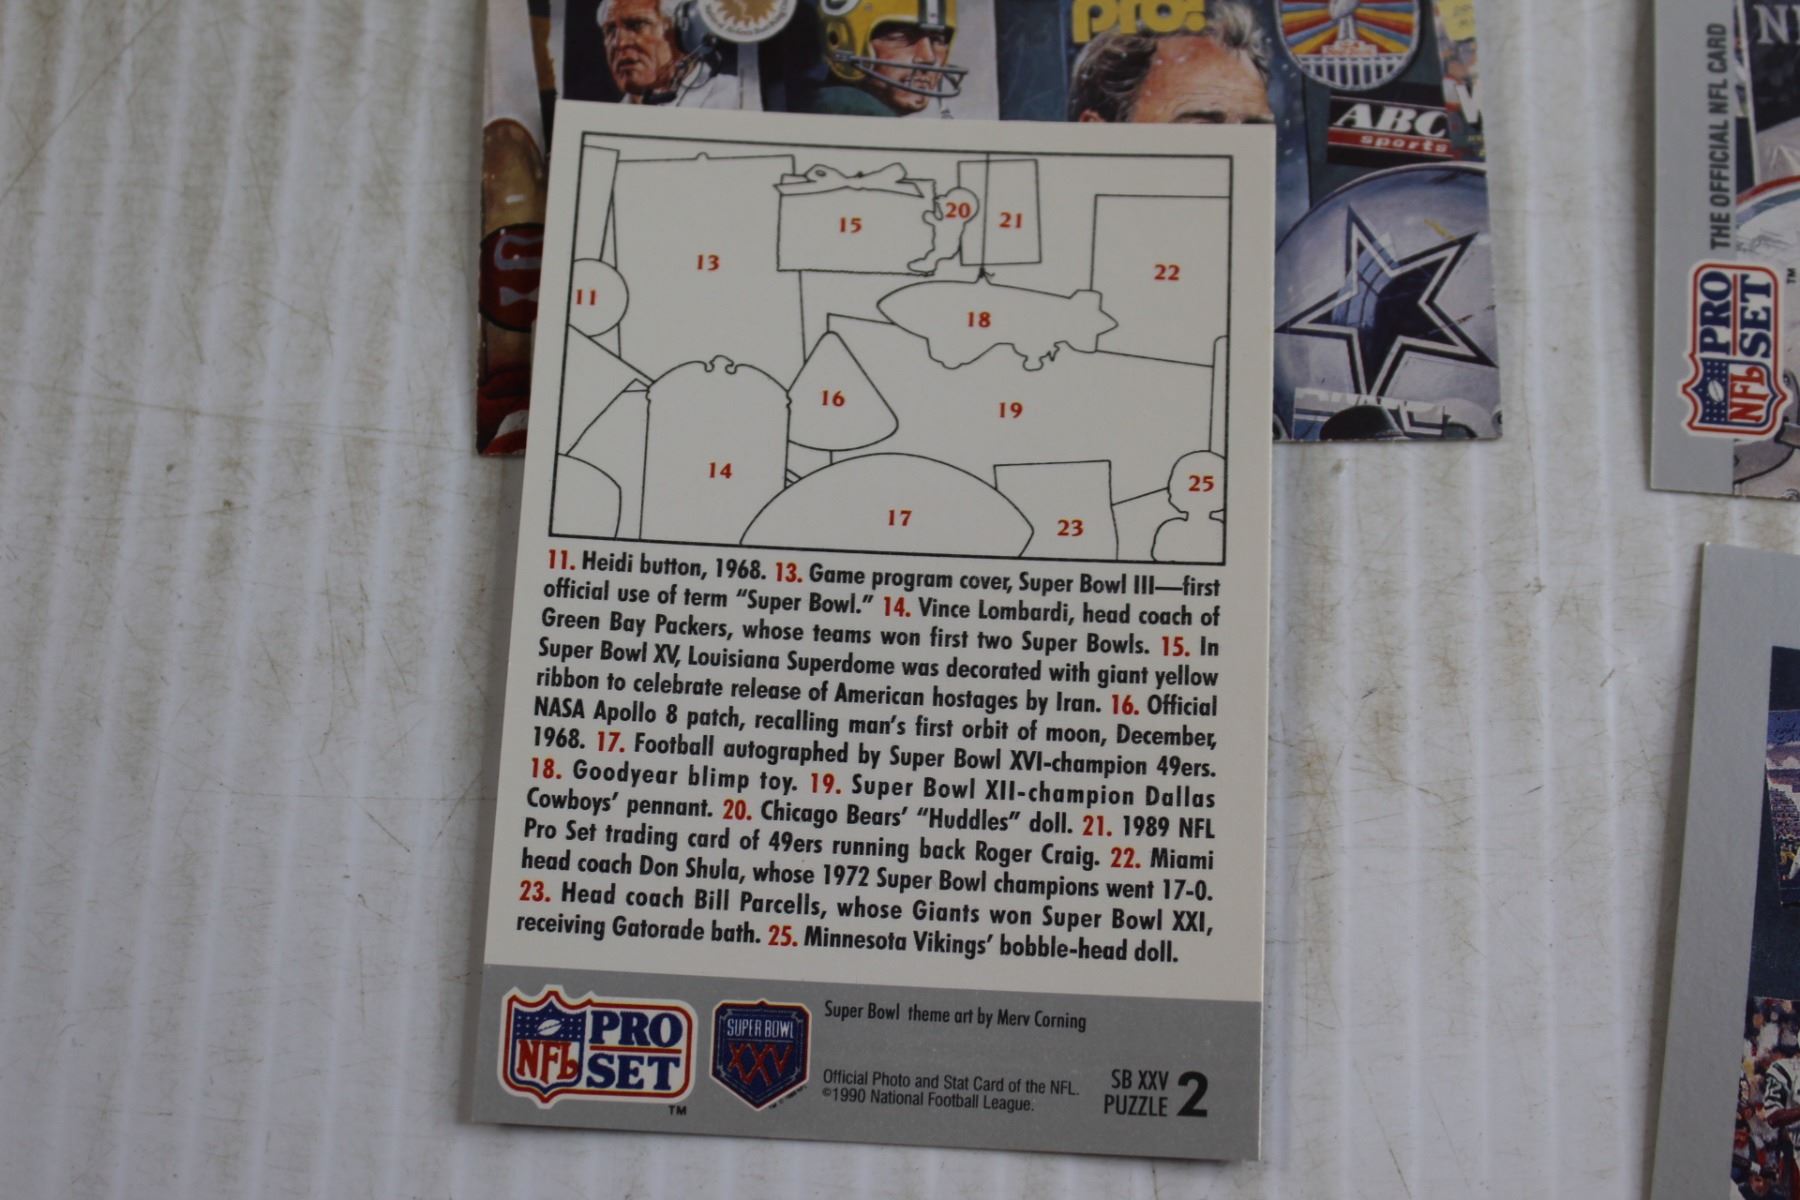 pro!
ABC
sports
THE OFFICIAL NFL CARD
PRO
SET
NFL
TM
13
15
20
21
22
11
18
16
19
14
17
23
25
11. Heidi button, 1968. 13. Game program cover, Super Bowl III—first
official use of term “Super Bowl.” 14. Vince Lombardi, head coach of
Green Bay Packers, whose teams won first two Super Bowls. 15. In
Super Bowl XV, Louisiana Superdome was decorated with giant yellow
ribbon to celebrate release of American hostages by Iran. 16. Official
NASA Apollo 8 patch, recalling man's first orbit of moon, December,
1968. 17. Football autographed by Super Bowl XVI-champion 49ers.
18. Goodyear blimp toy. 19. Super Bowl XII-champion Dallas
Cowboys' pennant. 20. Chicago Bears' “Huddles” doll. 21. 1989 NFL
Pro Set trading card of 49ers running back Roger Craig. 22. Miami
head coach Don Shula, whose 1972 Super Bowl champions went 17-0.
23. Head coach Bill Parcells, whose Giants won Super Bowl XXI,
receiving Gatorade bath. 25. Minnesota Vikings' bobble-head doll.
NFL PRO
SET
TM
SUPER BOWL
XXV
Super Bowl theme art by Merv Corning
Official Photo and Stat Card of the NFL.
©1990 National Football League.
SB XXV
PUZZLE 2